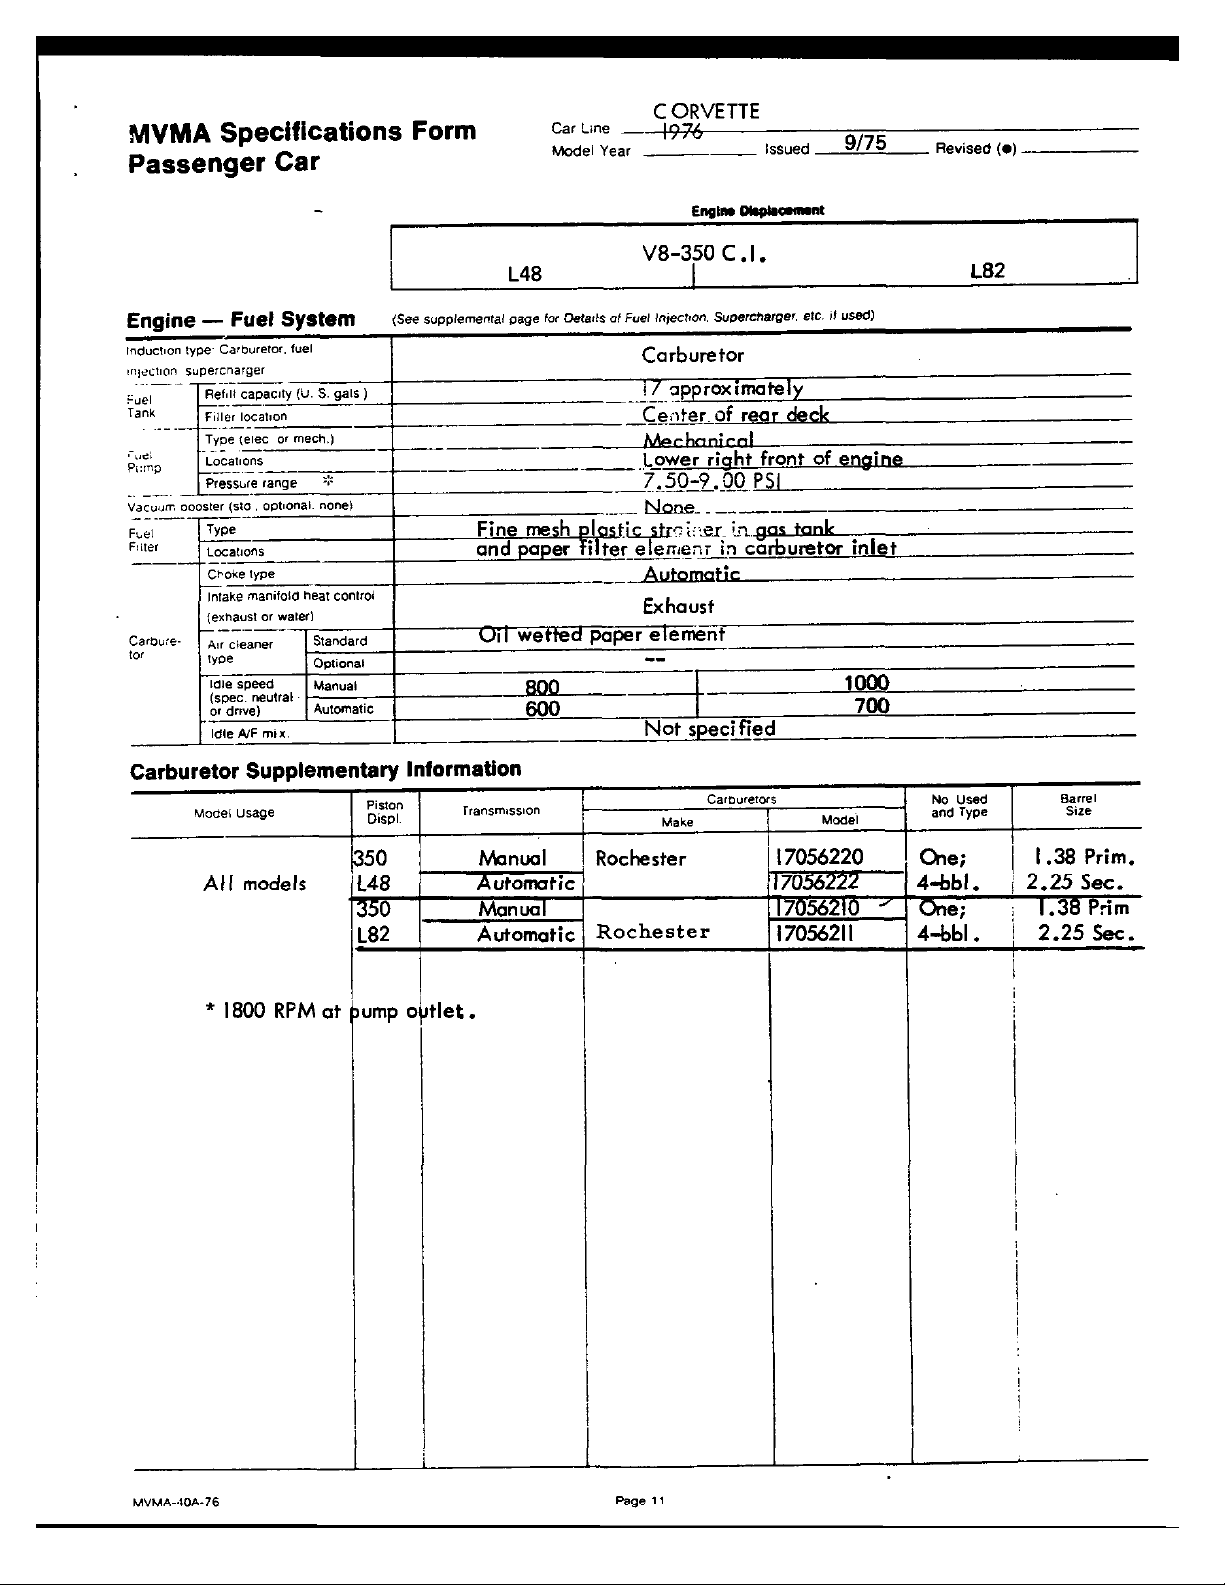 MVMA Specifications Form
Passenger Car
CORVETTE
Car Line 1976
Model Year Issued 9/75 Revised (●)
Engine Displacement
V8-350 C.I.
L48 L82
Engine — Fuel System (See supplemental page for Details of Fuel Injection, Supercharger, etc. if used)
Induction type- Carburetor, fuel
injection supercharger Carburetor
Fuel Tank Refill capacity (U. S. gals) 17 approximately
Filler location Center of rear deck
Fuel Pump Type (elec or mech.) Mechanical
Locations Lower right front of engine
Pressure range * 7.50-9.00 PSI
Vacuum booster (std., optional, none) None
Fuel Filter Type Fine mesh plastic strainer in gas tank
Locations and paper filter element in carburetor inlet
Carbure-
tor
Choke type Automatic
Intake manifold heat control
(exhaust or water) Exhaust
Air cleaner type Standard Oil wetted paper element
Optional --
Idle speed
(spec. neutral
or drive)
Manual 800 1000
Automatic 600 700
Idle A/F mix. Not specified
Carburetor Supplementary Information
Model Usage Piston Displ. Transmission Carburetors No Used and Type Barrel Size
Make Model
350 Manual Rochester 17056220 One; 1.38 Prim.
All models L48 Automatic 17056222 4-bbl. 2.25 Sec.
350 Manual 17056210 One; 1.38 Prim
L82 Automatic Rochester 17056211 4-bbl. 2.25 Sec.
* 1800 RPM at pump outlet.
MVMA-40A-76 Page 11